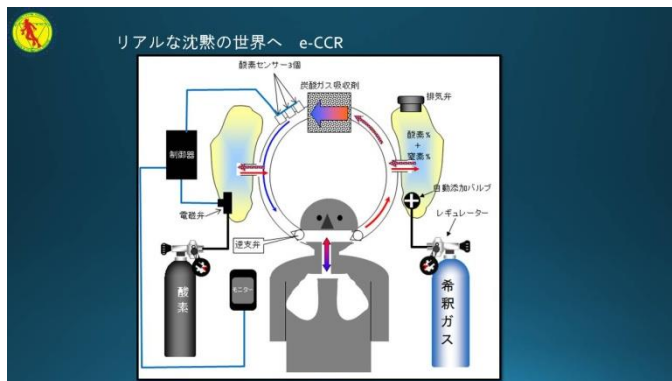 リアルな沈黙の世界へ e-CCR
酸素センサー3個
炭酸ガス吸収剤
排気弁
制御器
酸素%
+
窒素%
自動添加バルブ
電磁弁
レギュレーター
逆支弁
酸素
モニター
希釈ガス